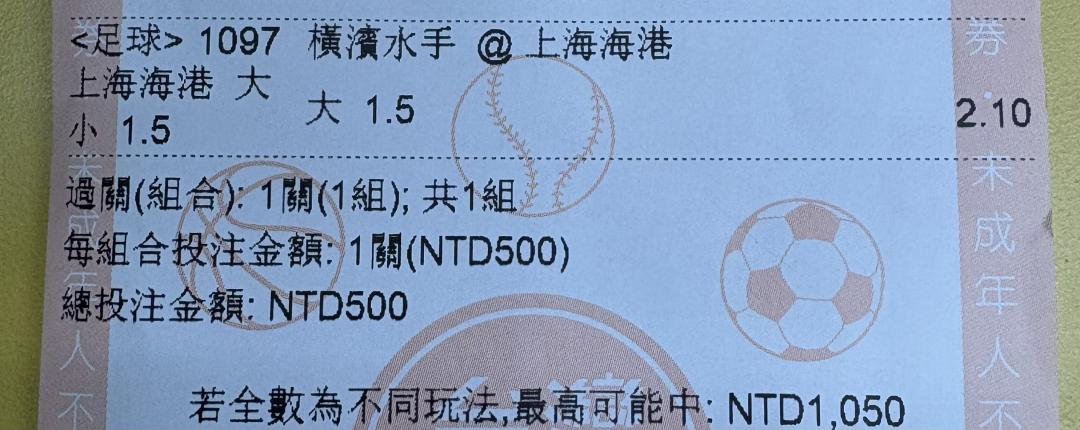 <足球> 1097 橫濱水手 @ 上海海港
上海海港 大
小 1.5
大 1.5
2.10
過關(組合): 1關(1組); 共1組
每組合投注金額: 1關(NTD500)
總投注金額: NTD500
若全數為不同玩法,最高可能中: NTD1,050
券・未成年人不
未成年人不